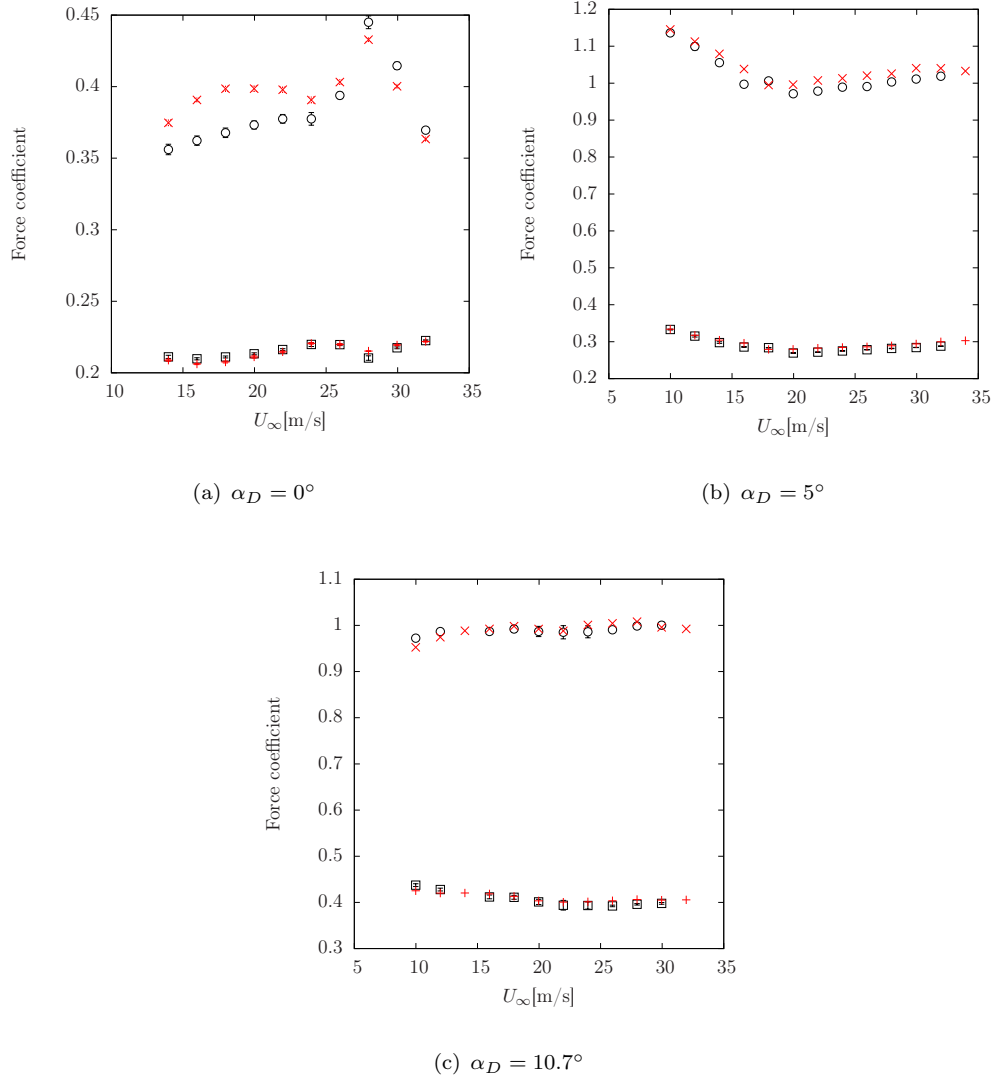 0.45
0.4
0.35
0.3
0.25
0.2
10 15 20 25 30 35
Force coefficient
U∞[m/s]
(a) αD = 0°
1.2
1.1
1
0.9
0.8
0.7
0.6
0.5
0.4
0.3
0.2
5 10 15 20 25 30 35
Force coefficient
U∞[m/s]
(b) αD = 5°
1.1
1
0.9
0.8
0.7
0.6
0.5
0.4
0.3
5 10 15 20 25 30 35
Force coefficient
U∞[m/s]
(c) αD = 10.7°